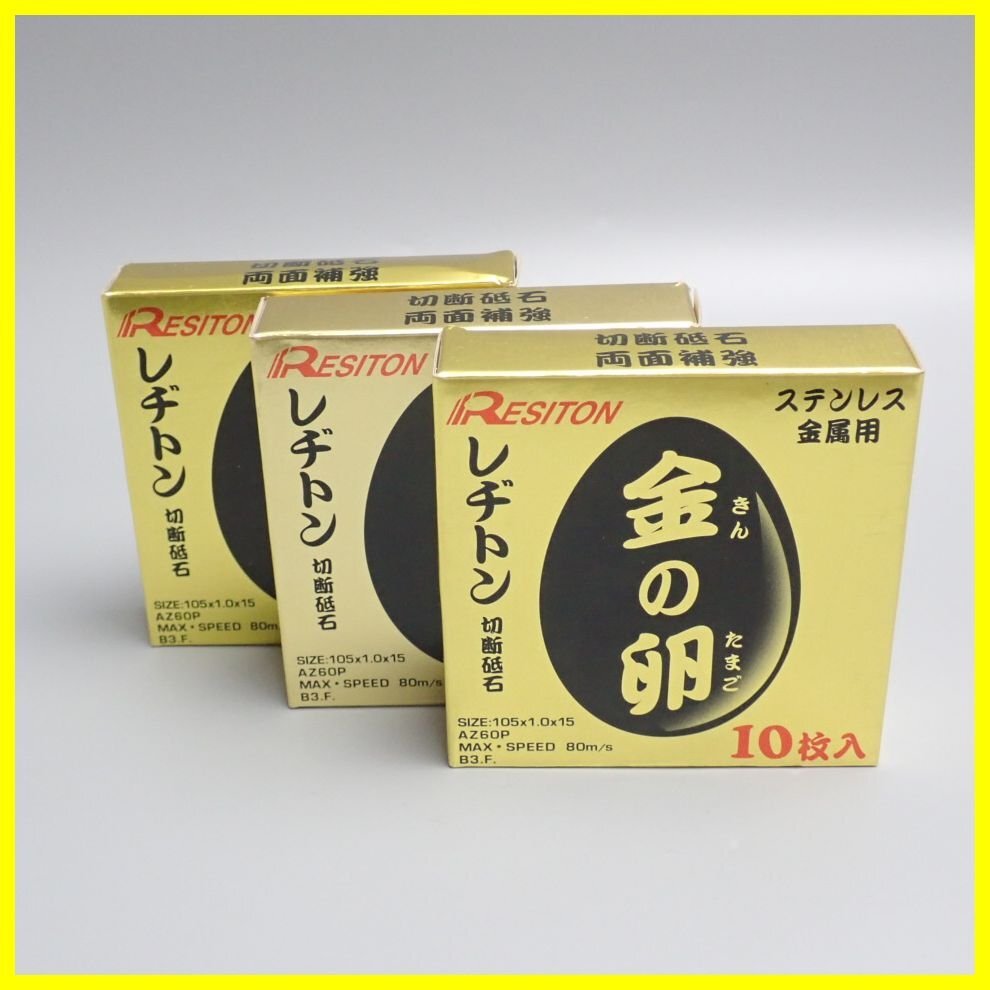 切断砥石
両面補強
RESITON
レヂトン
切断砥石
SIZE:105x1.0x15
AZ60P
MAX・SPEED 80m/s
B3.F.
切断砥石
両面補強
RESITON
レヂトン
切断砥石
SIZE:105x1.0x15
AZ60P
MAX・SPEED 80m/s
B3.F.
切断砥石
両面補強
RESITON
ステンレス
金属用
レヂトン
切断砥石
金の卵
きん
たまご
SIZE:105x1.0x15
AZ60P
MAX・SPEED 80m/s
B3.F.
10枚入